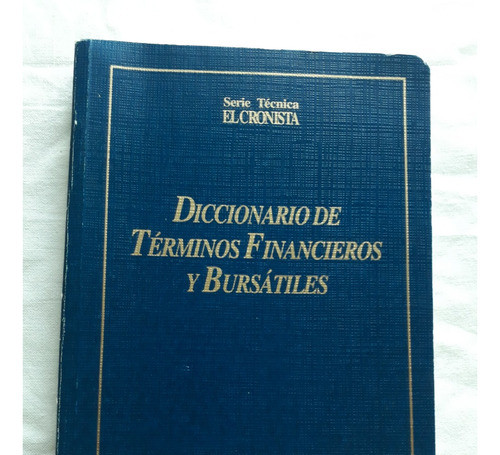 Serie Técnica
EL CRONISTA
DICCIONARIO DE
TÉRMINOS FINANCIEROS
Y BURSÁTILES